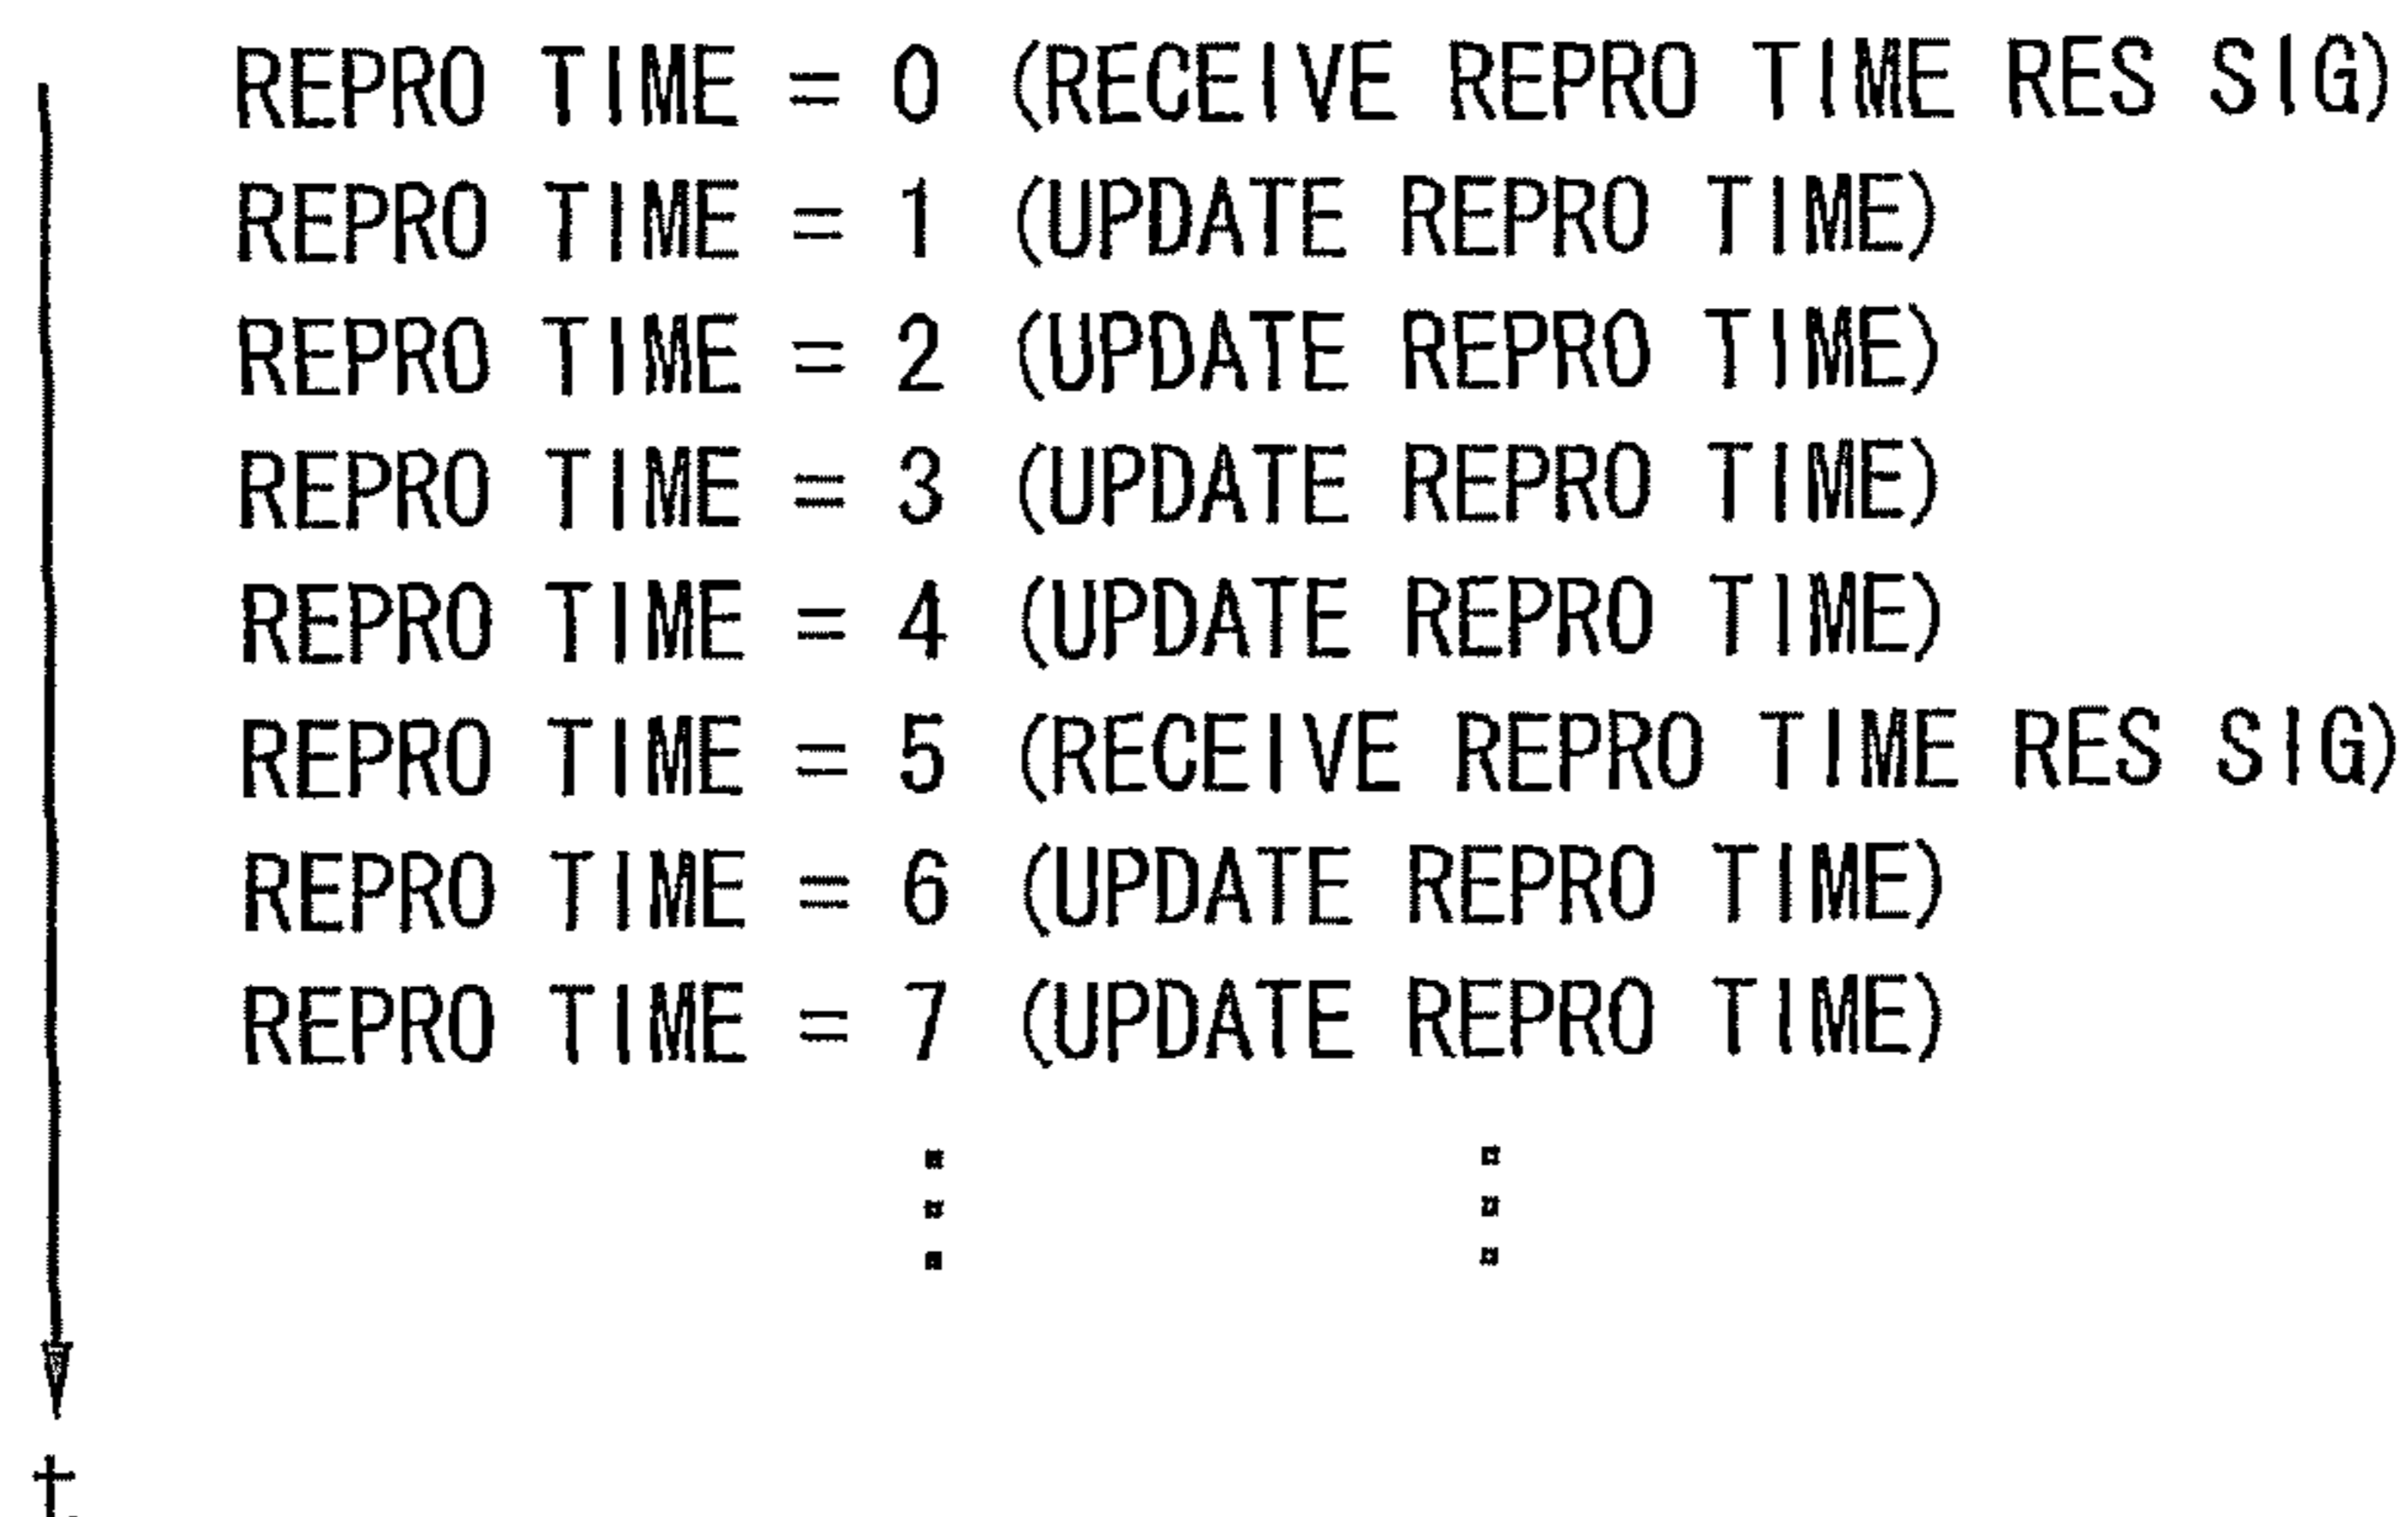 REPRO TIME = 0 (RECEIVE REPRO TIME RES SIG)
REPRO TIME = 1 (UPDATE REPRO TIME)
REPRO TIME = 2 (UPDATE REPRO TIME)
REPRO TIME = 3 (UPDATE REPRO TIME)
REPRO TIME = 4 (UPDATE REPRO TIME)
REPRO TIME = 5 (RECEIVE REPRO TIME RES SIG)
REPRO TIME = 6 (UPDATE REPRO TIME)
REPRO TIME = 7 (UPDATE REPRO TIME)
t